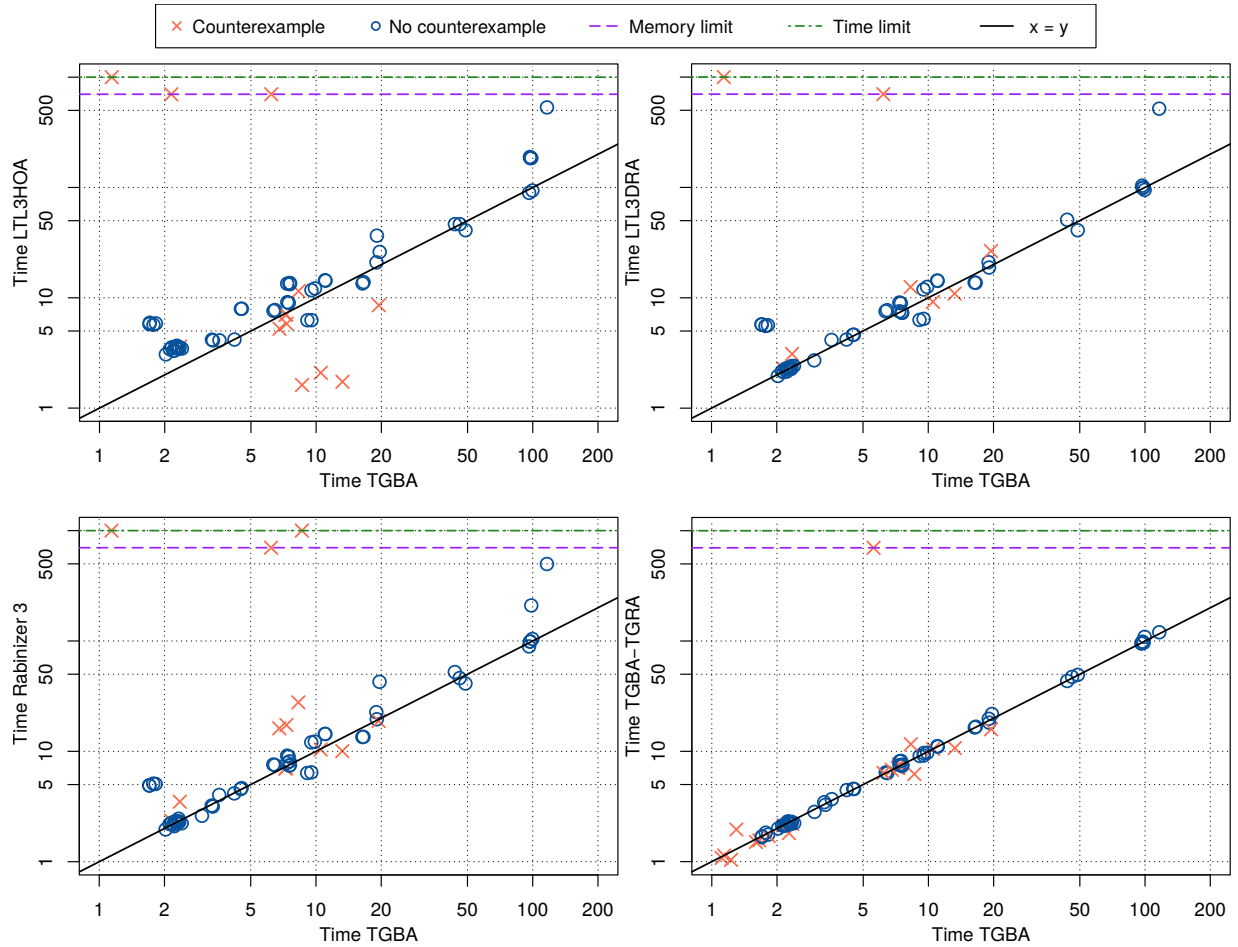 Counterexample No counterexample Memory limit Time limit x = y
Time LTL3HOA
500
50
10
5
1
1 2 5 10 20 50 100 200
Time TGBA
Time LTL3DRA
500
50
10
5
1
1 2 5 10 20 50 100 200
Time TGBA
Time Rabinizer 3
500
50
10
5
1
1 2 5 10 20 50 100 200
Time TGBA
Time TGBA−TGRA
500
50
10
5
1
1 2 5 10 20 50 100 200
Time TGBA